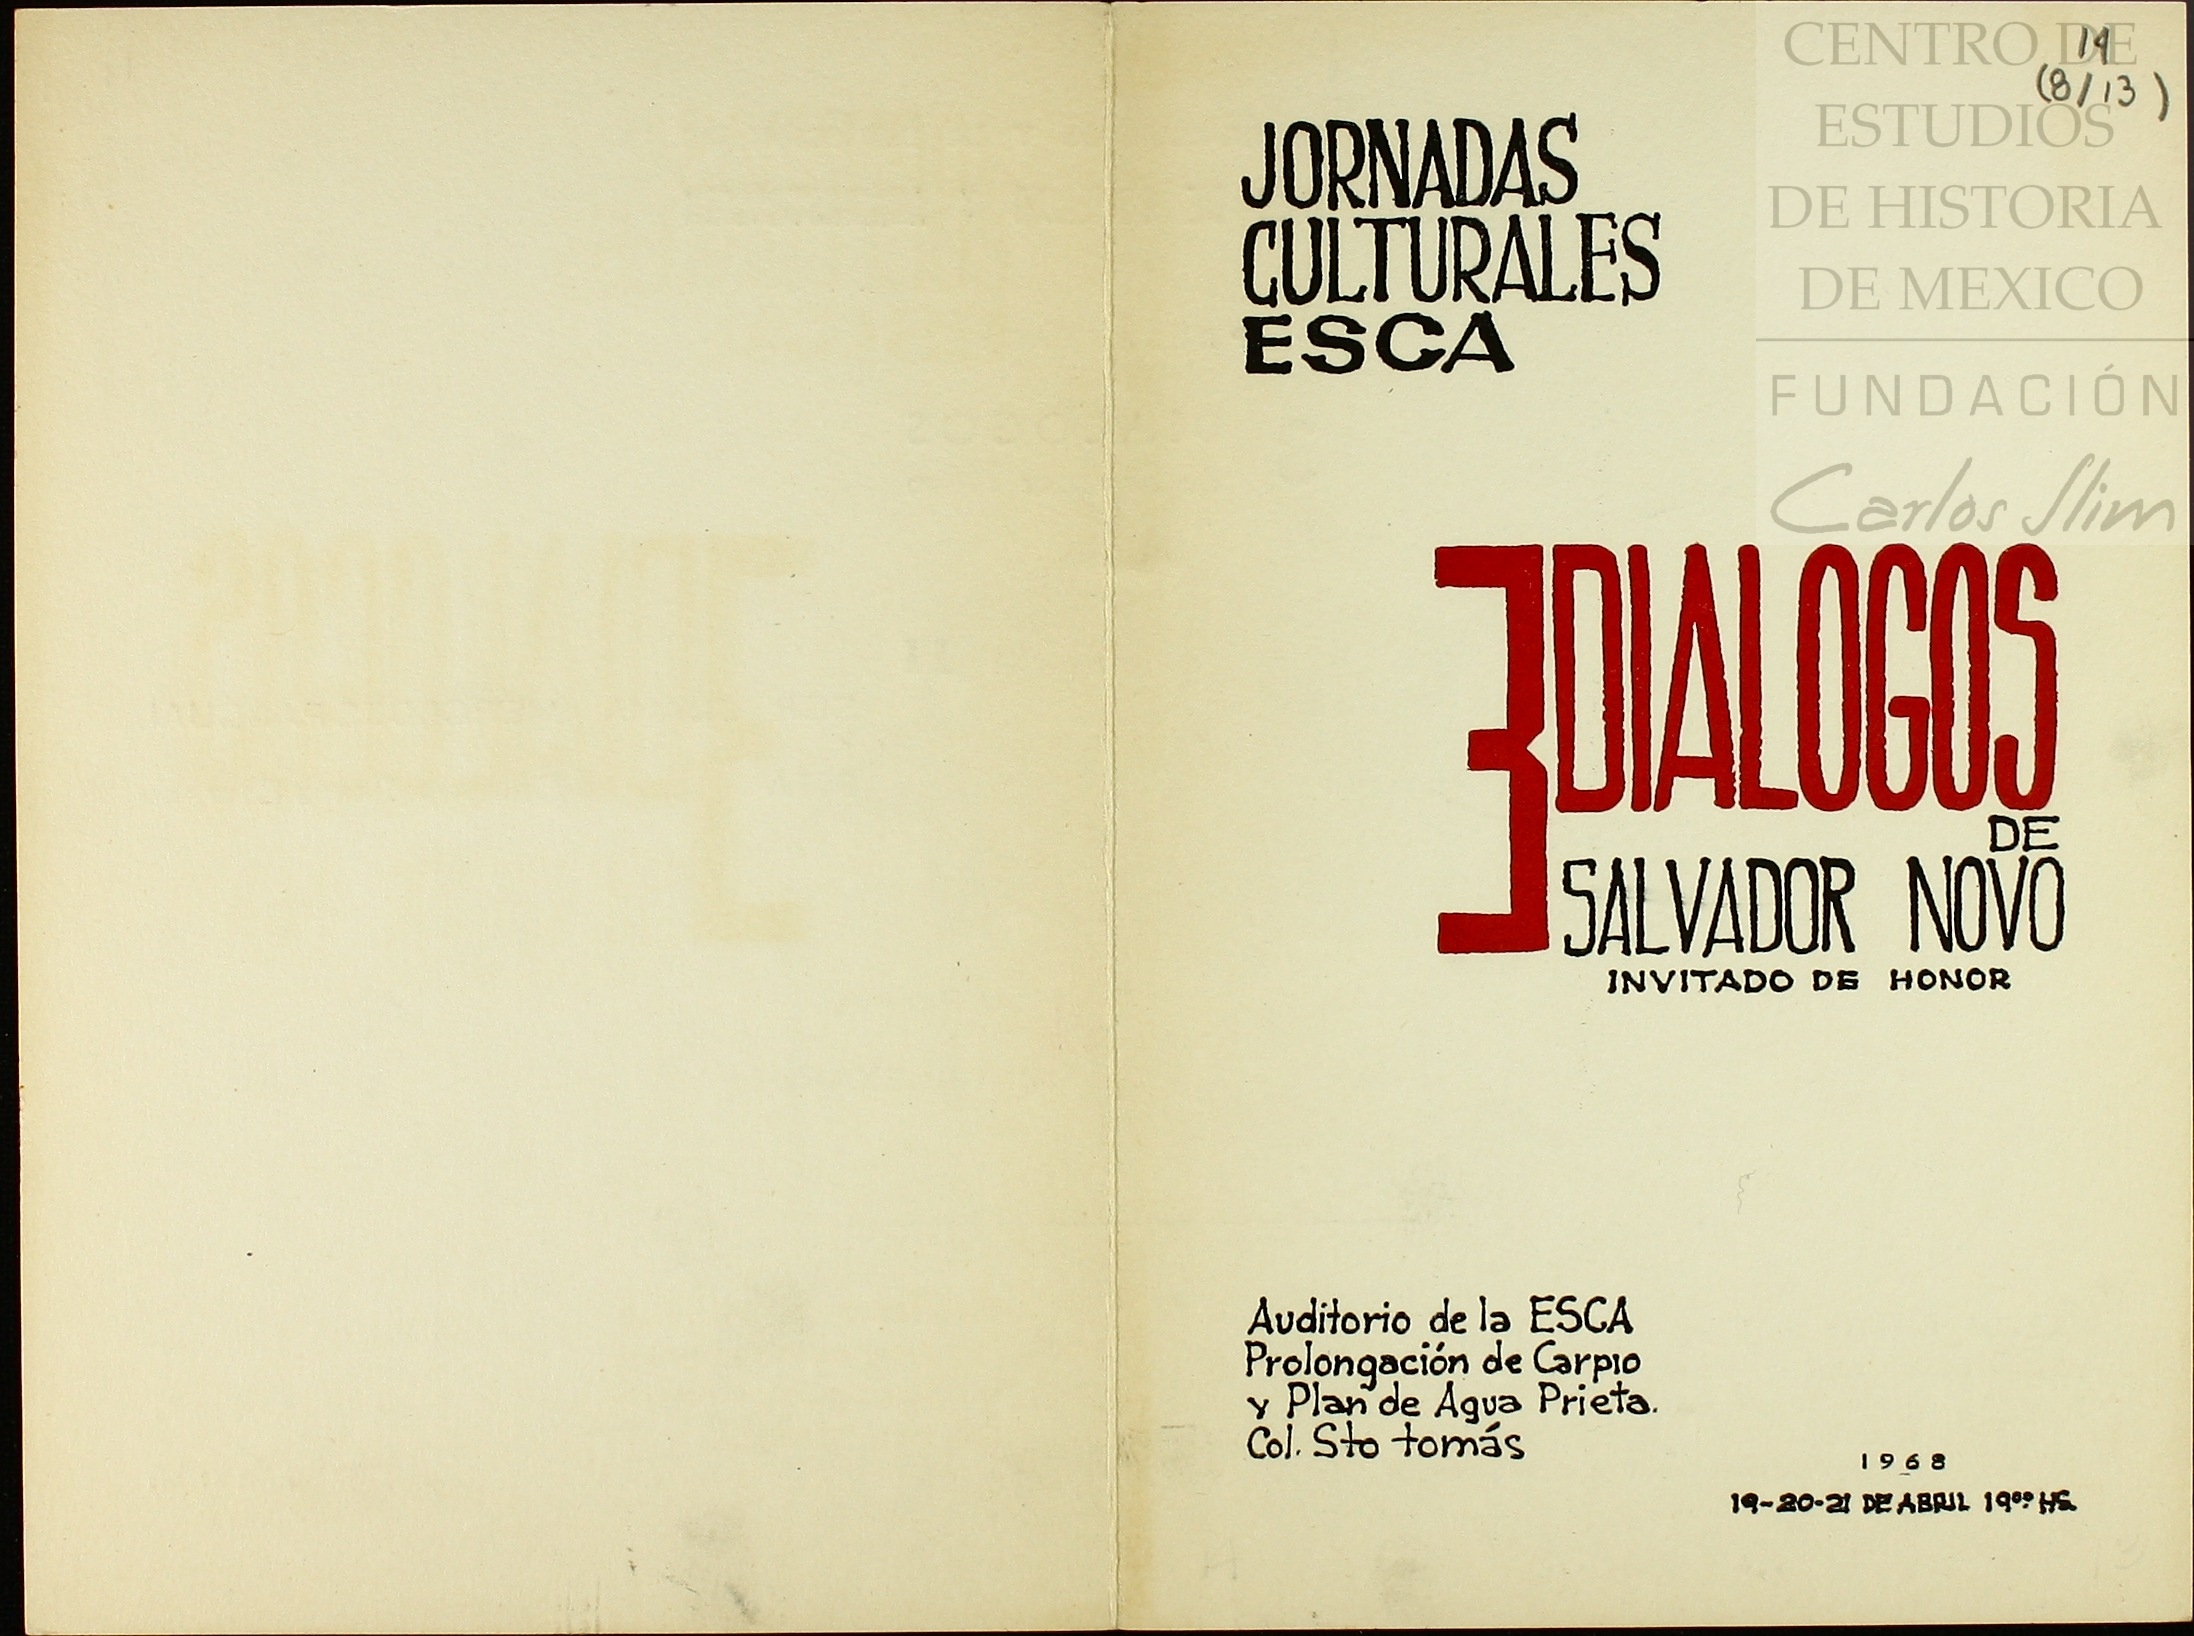 14
(8/13)
CENTRO DE
ESTUDIOS
DE HISTORIA
DE MEXICO
FUNDACIÓN
Carlos Slim
JORNADAS
CULTURALES
ESCA
3 DIALOGOS
DE
SALVADOR NOVO
INVITADO DE HONOR
Auditorio de la ESCA
Prolongación de Carpio
y Plan de Agua Prieta.
Col. Sto tomás
1968
19-20-21 DE ABRIL 19°° HS.